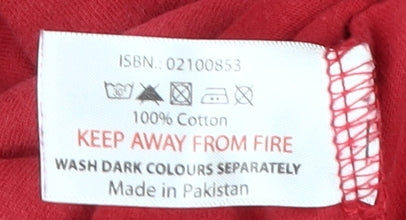 ISBN.: 02100853
100% Cotton
KEEP AWAY FROM FIRE
WASH DARK COLOURS SEPARATELY
Made in Pakistan